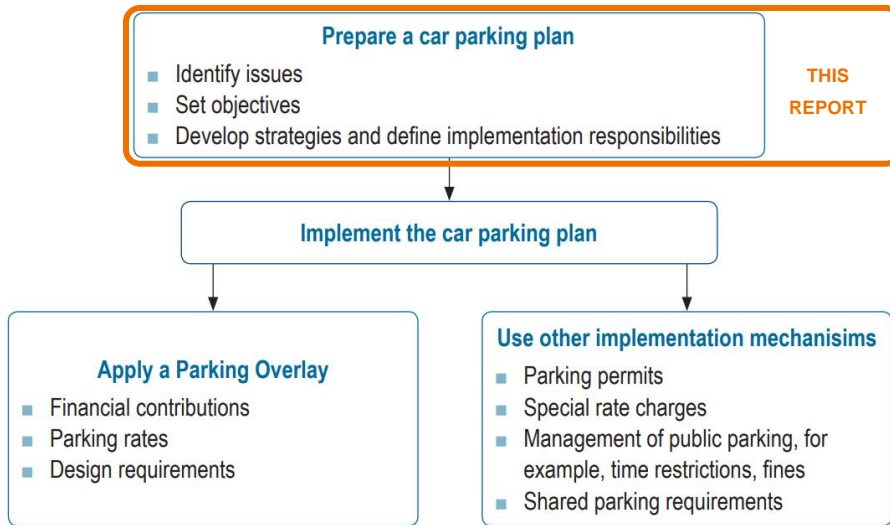 Prepare a car parking plan
Identify issues
Set objectives
Develop strategies and define implementation responsibilities
THIS
REPORT
Implement the car parking plan
Apply a Parking Overlay
Financial contributions
Parking rates
Design requirements
Use other implementation mechanisims
Parking permits
Special rate charges
Management of public parking, for
example, time restrictions, fines
Shared parking requirements